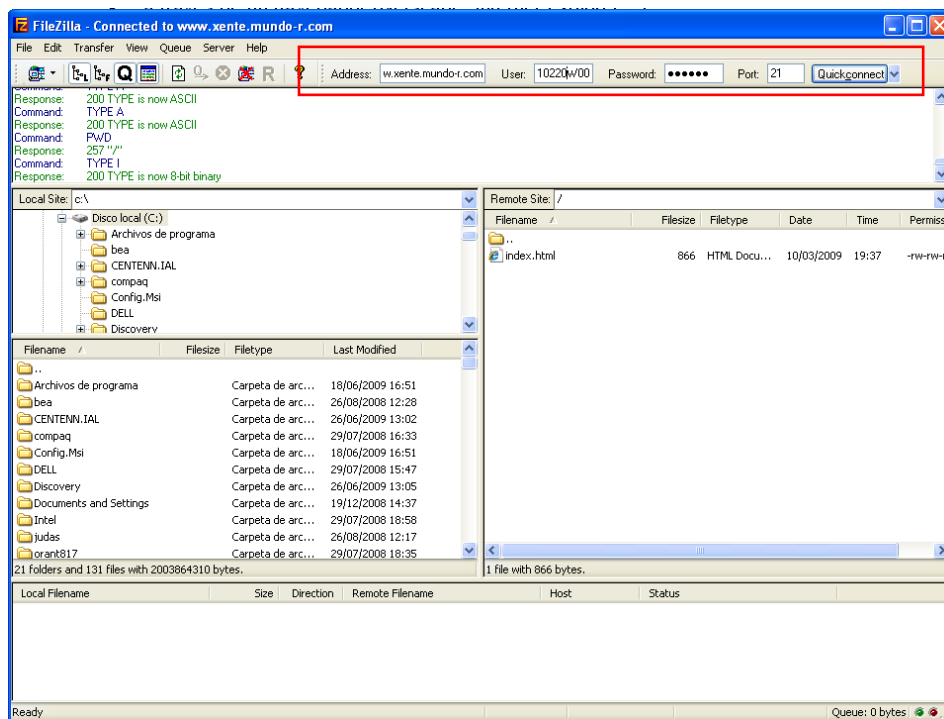 FileZilla - Connected to www.xente.mundo-r.com
File Edit Transfer View Queue Server Help
Address: w.xente.mundo-r.com User: 10220W00 Password: ●●●●●● Port: 21 Quickconnect
Response: 200 TYPE is now ASCII
Command: TYPE A
Response: 200 TYPE is now ASCII
Command: PWD
Response: 257 "/"
Command: TYPE I
Response: 200 TYPE is now 8-bit binary
Local Site: c:\
Disco local (C:)
Archivos de programa
bea
CENTENN.IAL
compaq
Config.Msi
DELL
Discovery
Filename / Filesize Filetype Last Modified
..
Archivos de programa Carpeta de arc... 18/06/2009 16:51
bea Carpeta de arc... 26/08/2008 12:28
CENTENN.IAL Carpeta de arc... 26/06/2009 13:02
compaq Carpeta de arc... 29/07/2008 16:33
Config.Msi Carpeta de arc... 18/06/2009 16:51
DELL Carpeta de arc... 29/07/2008 15:47
Discovery Carpeta de arc... 26/06/2009 13:05
Documents and Settings Carpeta de arc... 19/12/2008 14:37
Intel Carpeta de arc... 29/07/2008 18:58
judas Carpeta de arc... 26/08/2008 12:17
orant817 Carpeta de arc... 29/07/2008 18:35
21 folders and 131 files with 2003864310 bytes.
Remote Site: /
Filename / Filesize Filetype Date Time Permiss
..
index.html 866 HTML Docu... 10/03/2009 19:37 -rw-rw-r
1 file with 866 bytes.
Local Filename Size Direction Remote Filename Host Status
Ready Queue: 0 bytes